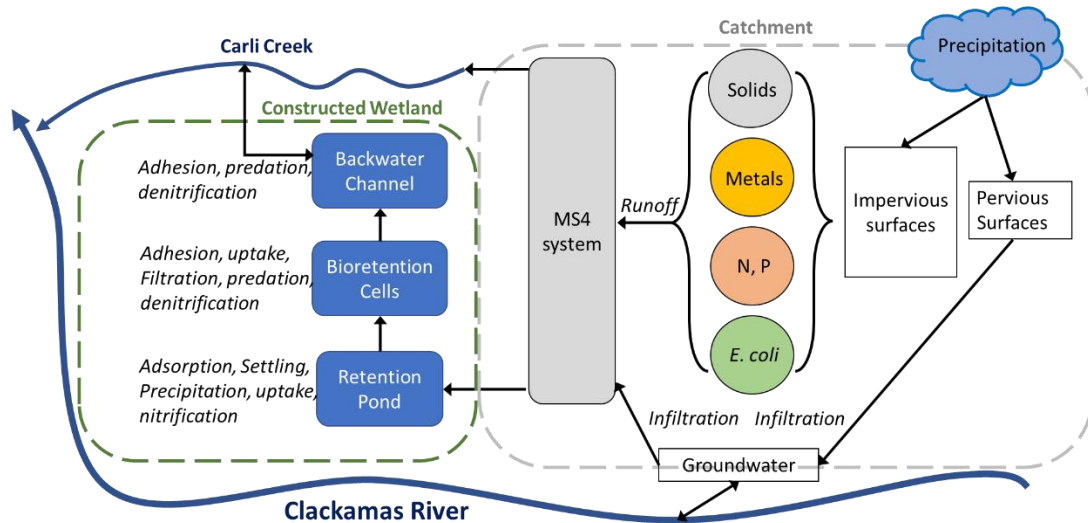 Catchment
Carli Creek
Precipitation
Constructed Wetland
Solids
Backwater
Channel
Adhesion, predation,
denitrification
Metals
Impervious
surfaces
Pervious
Surfaces
Runoff
MS4
system
Bioretention
Cells
Adhesion, uptake,
Filtration, predation,
denitrification
N, P
E. coli
Retention
Pond
Adsorption, Settling,
Precipitation, uptake,
nitrification
Infiltration
Infiltration
Groundwater
Clackamas River